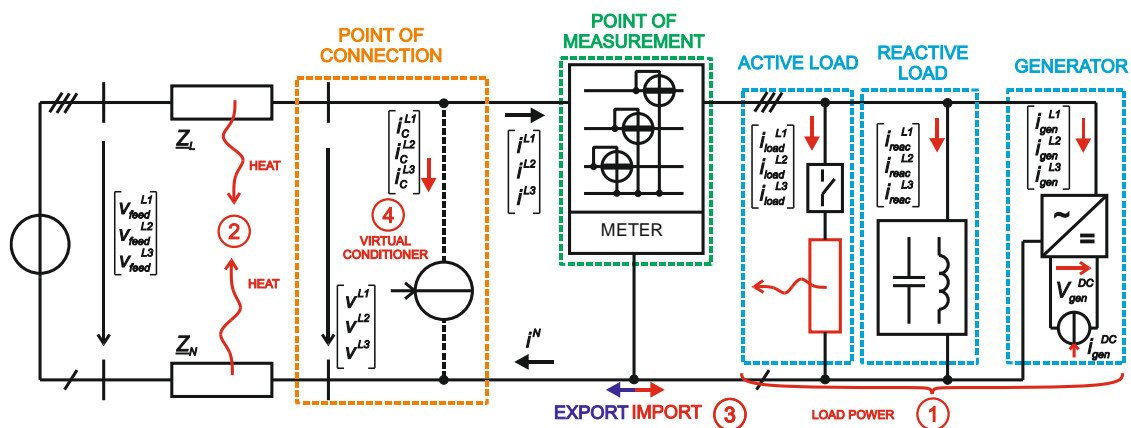 POINT OF
CONNECTION
POINT OF
MEASUREMENT
ACTIVE LOAD
REACTIVE
LOAD
GENERATOR
Z_L
HEAT
2
HEAT
Z_N
V_feed^L1
V_feed^L2
V_feed^L3
i_C^L1
i_C^L2
i_C^L3
4
VIRTUAL
CONDITIONER
V^L1
V^L2
V^L3
i^L1
i^L2
i^L3
i^N
METER
i_load^L1
i_load^L2
i_load^L3
i_reac^L1
i_reac^L2
i_reac^L3
i_gen^L1
i_gen^L2
i_gen^L3
~
=
V_gen^DC
i_gen^DC
EXPORT IMPORT 3
LOAD POWER 1